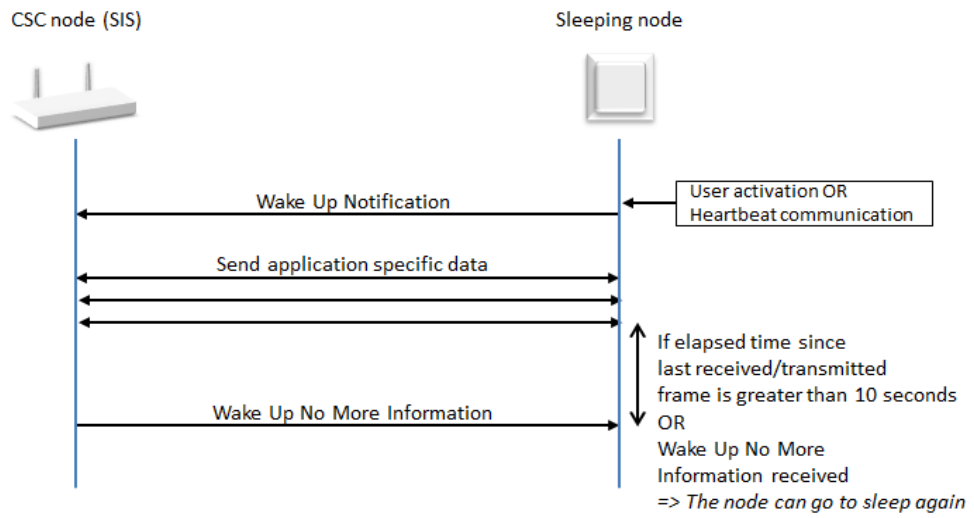 CSC node (SIS)
Sleeping node
User activation OR
Heartbeat communication
Wake Up Notification
Send application specific data
If elapsed time since
last received/transmitted
frame is greater than 10 seconds
OR
Wake Up No More
Information received
=> The node can go to sleep again
Wake Up No More Information